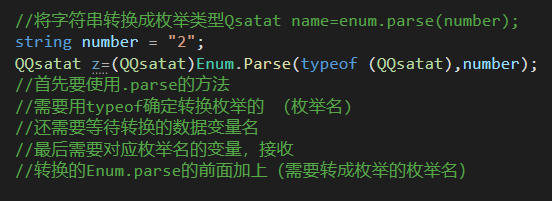 //将字符串转换成枚举类型Qsatat name=enum.parse(number);
string number = "2";
QQsatat z=(QQsatat)Enum.Parse(typeof (QQsatat),number);
//首先要使用.parse的方法
//需要用typeof确定转换枚举的 （枚举名）
//还需要等待转换的数据变量名
//最后需要对应枚举名的变量，接收
//转换的Enum.parse的前面加上（需要转成枚举的枚举名）